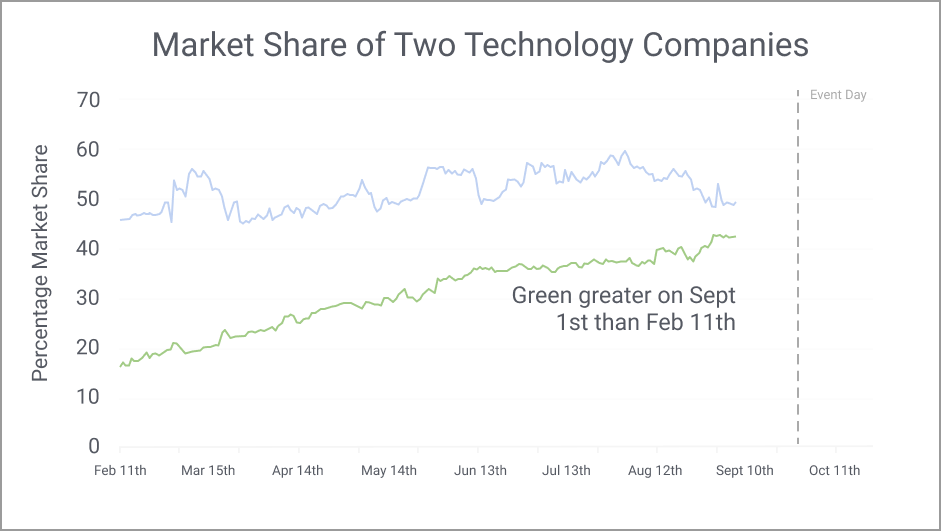 Market Share of Two Technology Companies
Event Day
Percentage Market Share
70
60
50
40
30
20
10
0
Green greater on Sept
1st than Feb 11th
Feb 11th
Mar 15th
Apr 14th
May 14th
Jun 13th
Jul 13th
Aug 12th
Sept 10th
Oct 11th